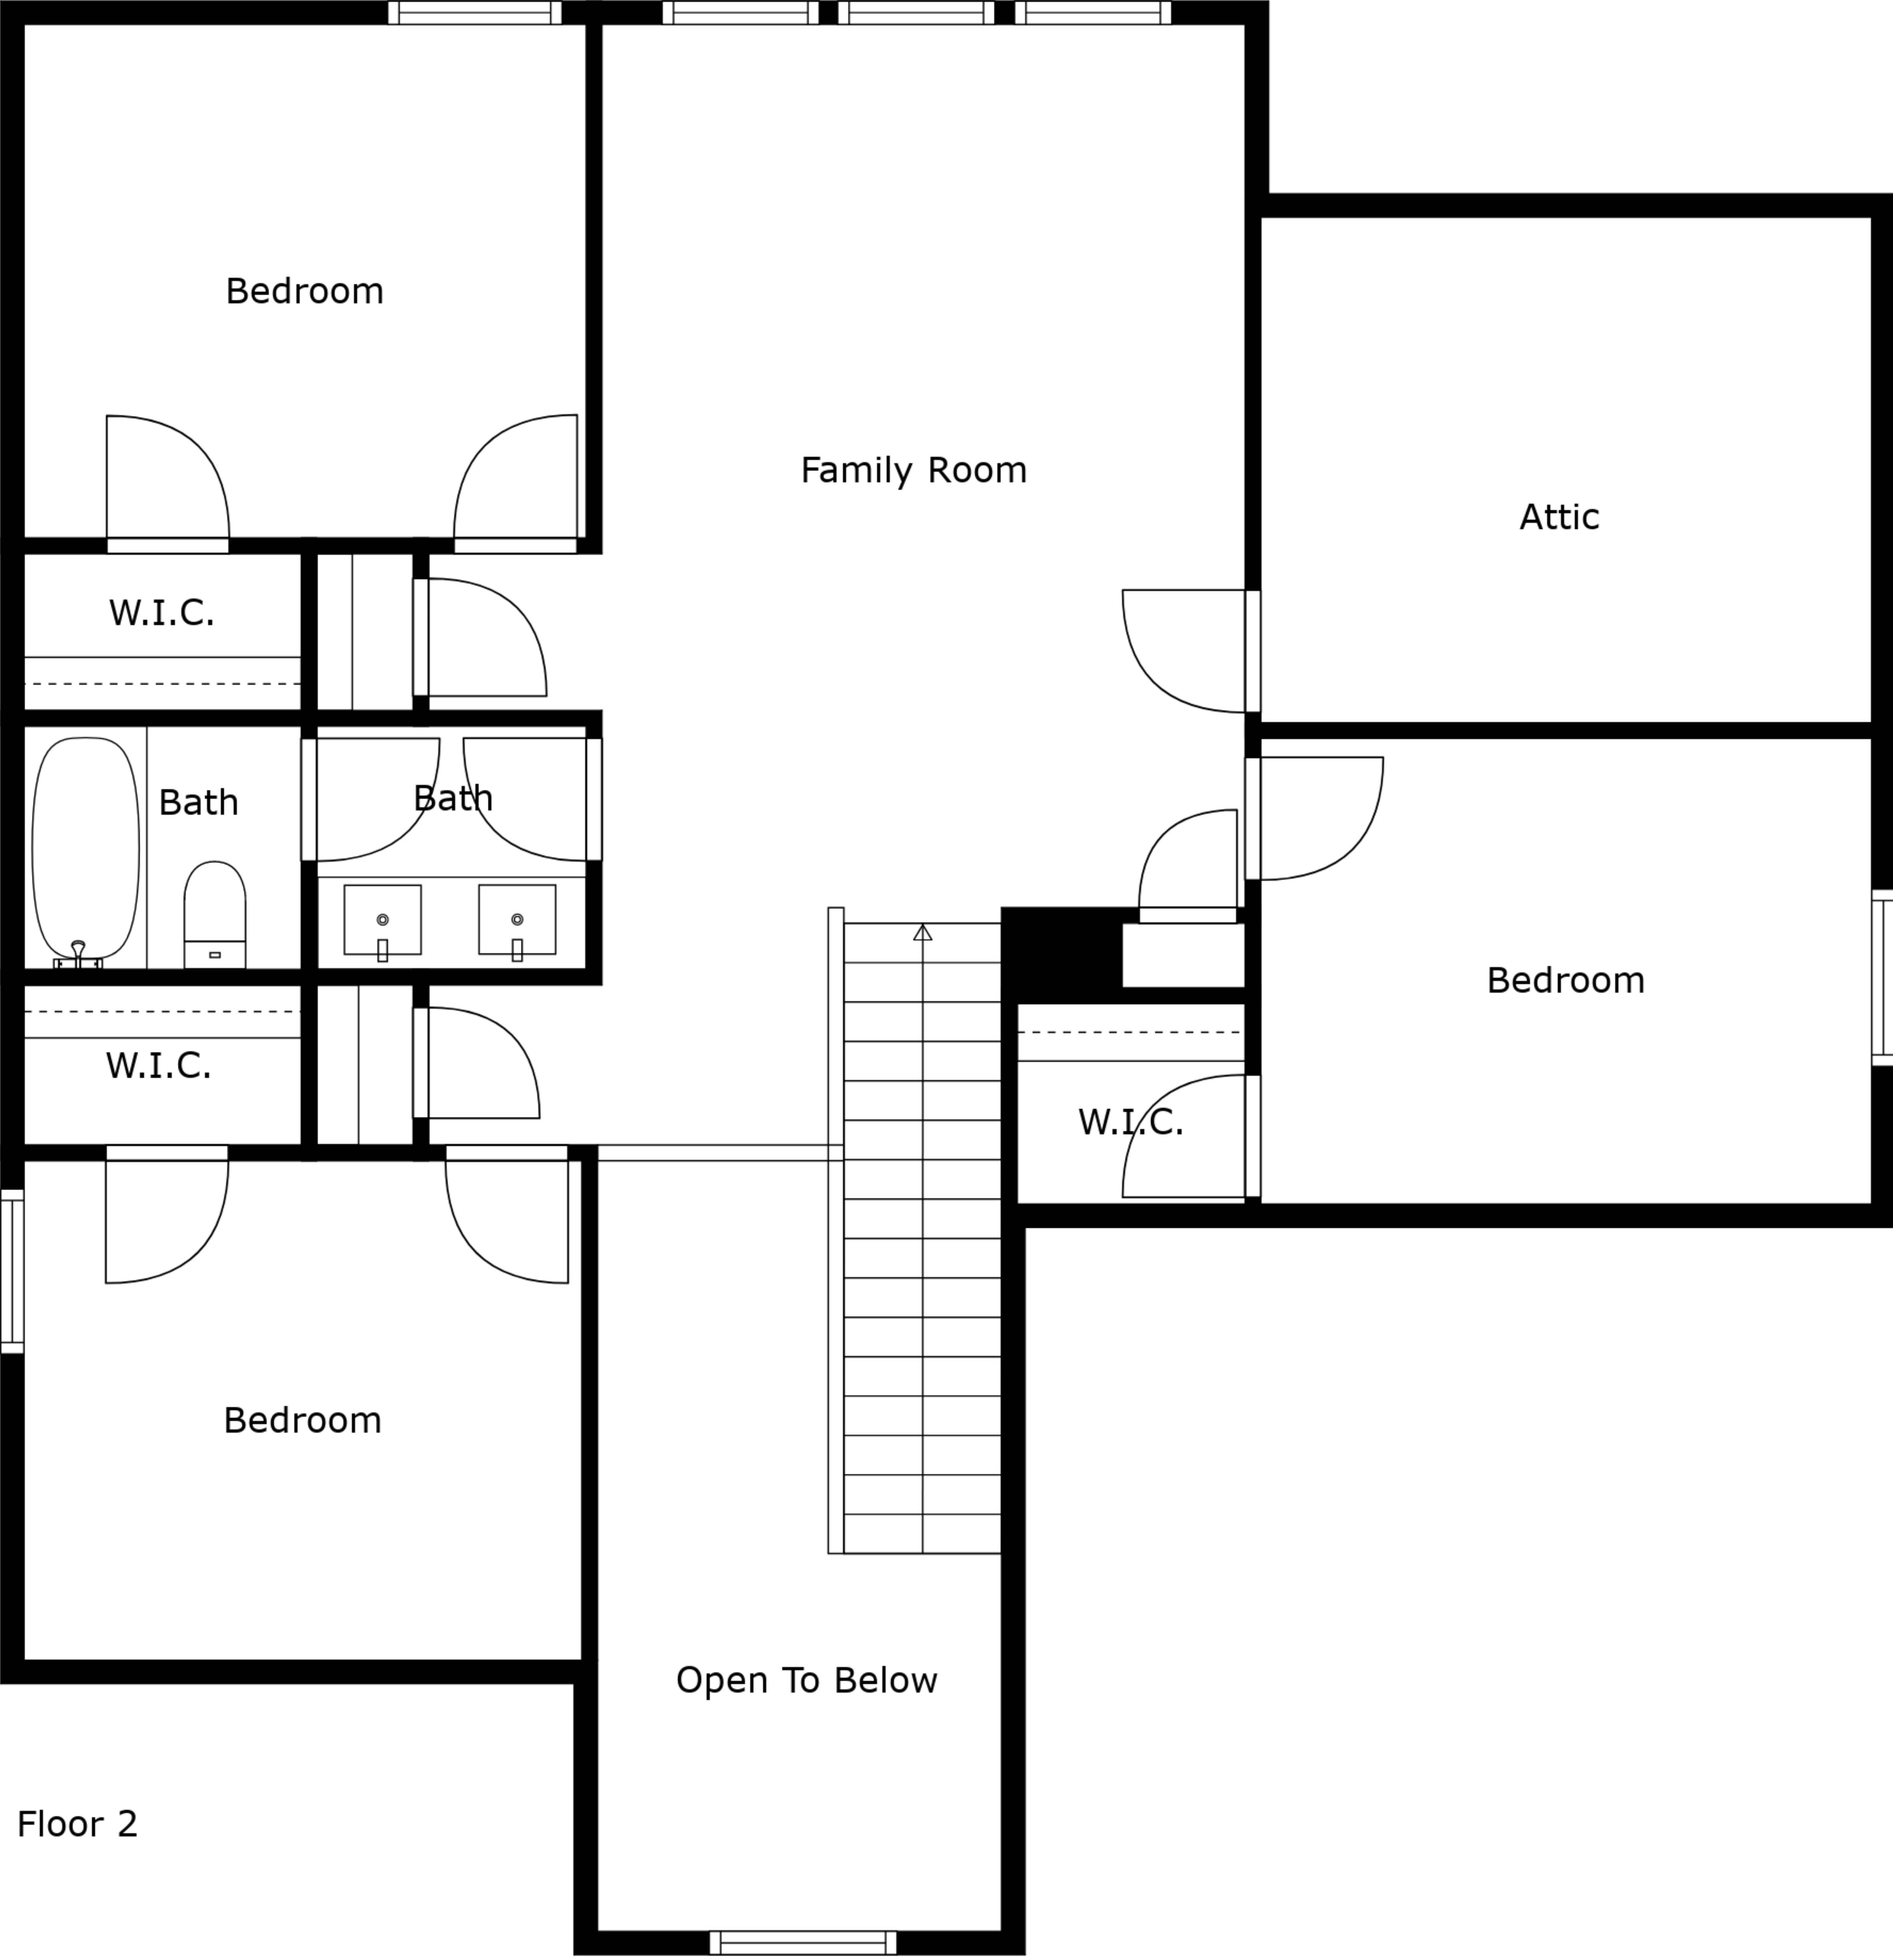 Bedroom
Family Room
Attic
W.I.C.
Bath
Bath
Bedroom
W.I.C.
W.I.C.
Bedroom
Open To Below
Floor 2